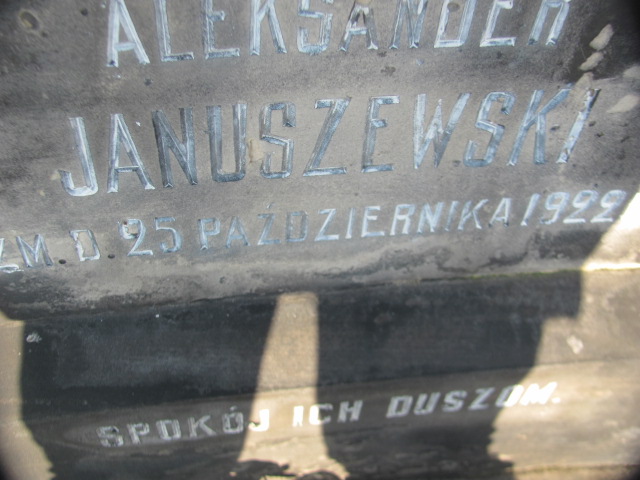 ALEKSANDER
JANUSZEWSKI
ZM. D. 25 PAŹDZIERNIKA 1922
SPOKÓJ ICH DUSZOM.